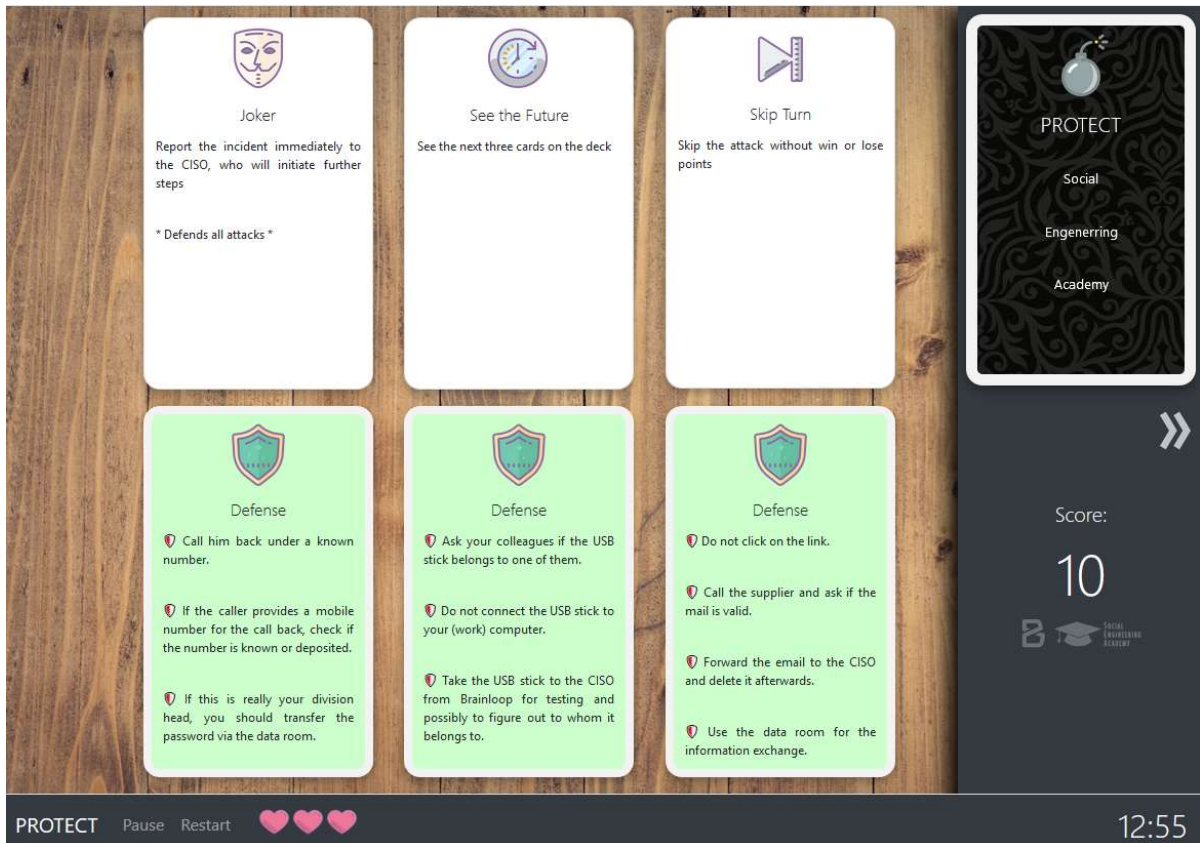 Joker
Report the incident immediately to
the CISO, who will initiate further
steps
* Defends all attacks *
See the Future
See the next three cards on the deck
Skip Turn
Skip the attack without win or lose
points
PROTECT
Social
Engenerring
Academy
Defense
Call him back under a known
number.
If the caller provides a mobile
number for the call back, check if
the number is known or deposited.
If this is really your division
head, you should transfer the
password via the data room.
Defense
Ask your colleagues if the USB
stick belongs to one of them.
Do not connect the USB stick to
your (work) computer.
Take the USB stick to the CISO
from Brainloop for testing and
possibly to figure out to whom it
belongs to.
Defense
Do not click on the link.
Call the supplier and ask if the
mail is valid.
Forward the email to the CISO
and delete it afterwards.
Use the data room for the
information exchange.
Score:
10
SOCIAL
ENGINEERING
ACADEMY
PROTECT Pause Restart
12:55